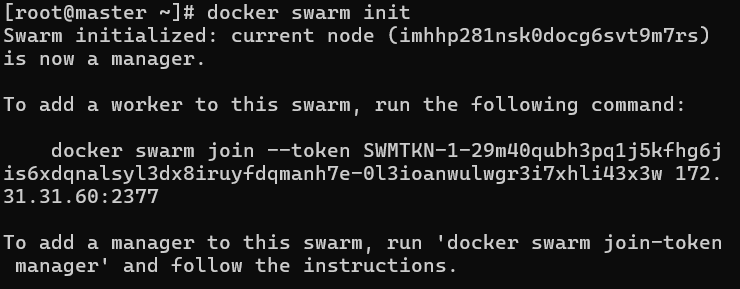 [root@master ~]# docker swarm init
Swarm initialized: current node (imhhp281nsk0docg6svt9m7rs)
is now a manager.
To add a worker to this swarm, run the following command:
docker swarm join --token SWMTKN-1-29m40qubh3pq1j5kfhg6j
is6xdqnalsyl3dx8iruyfdqmanh7e-0l3ioanwulwgr3i7xhli43x3w 172.
31.31.60:2377
To add a manager to this swarm, run 'docker swarm join-token
manager' and follow the instructions.